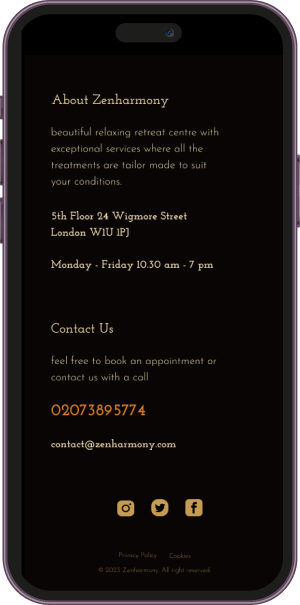 About Zenharmony
beautiful relaxing retreat centre with
exceptional services where all the
treatments are tailor made to suit
your conditions.
5th Floor 24 Wigmore Street
London W1U 1PJ
Monday - Friday 10.30 am - 7 pm
Contact Us
feel free to book an appointment or
contact us with a call
02073895774
contact@zenharmony.com
Privacy Policy Cookies
© 2023 Zenharmony. All right reserved